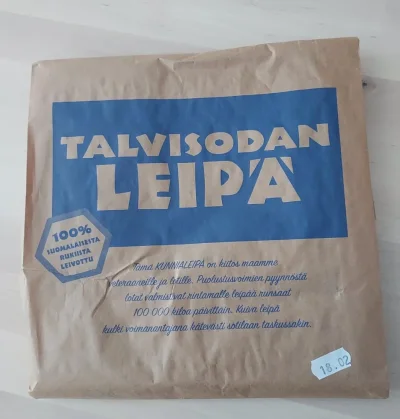 TALVISODAN
LEIPÄ
100%
SUOMALAISESTA
RUKIISTA
LEIVOTTU
Tämä KUNNIALEIPÄ on kiitos maamme
veteraaneille ja lotille. Puolustusvoimien pyynnöstä
lotat valmistivat rintamalle leipää runsaat
100 000 kiloa päivittäin. Kuiva leipä
kulki voimanantajana kätevästi sotilaan taskussakin.
18.02